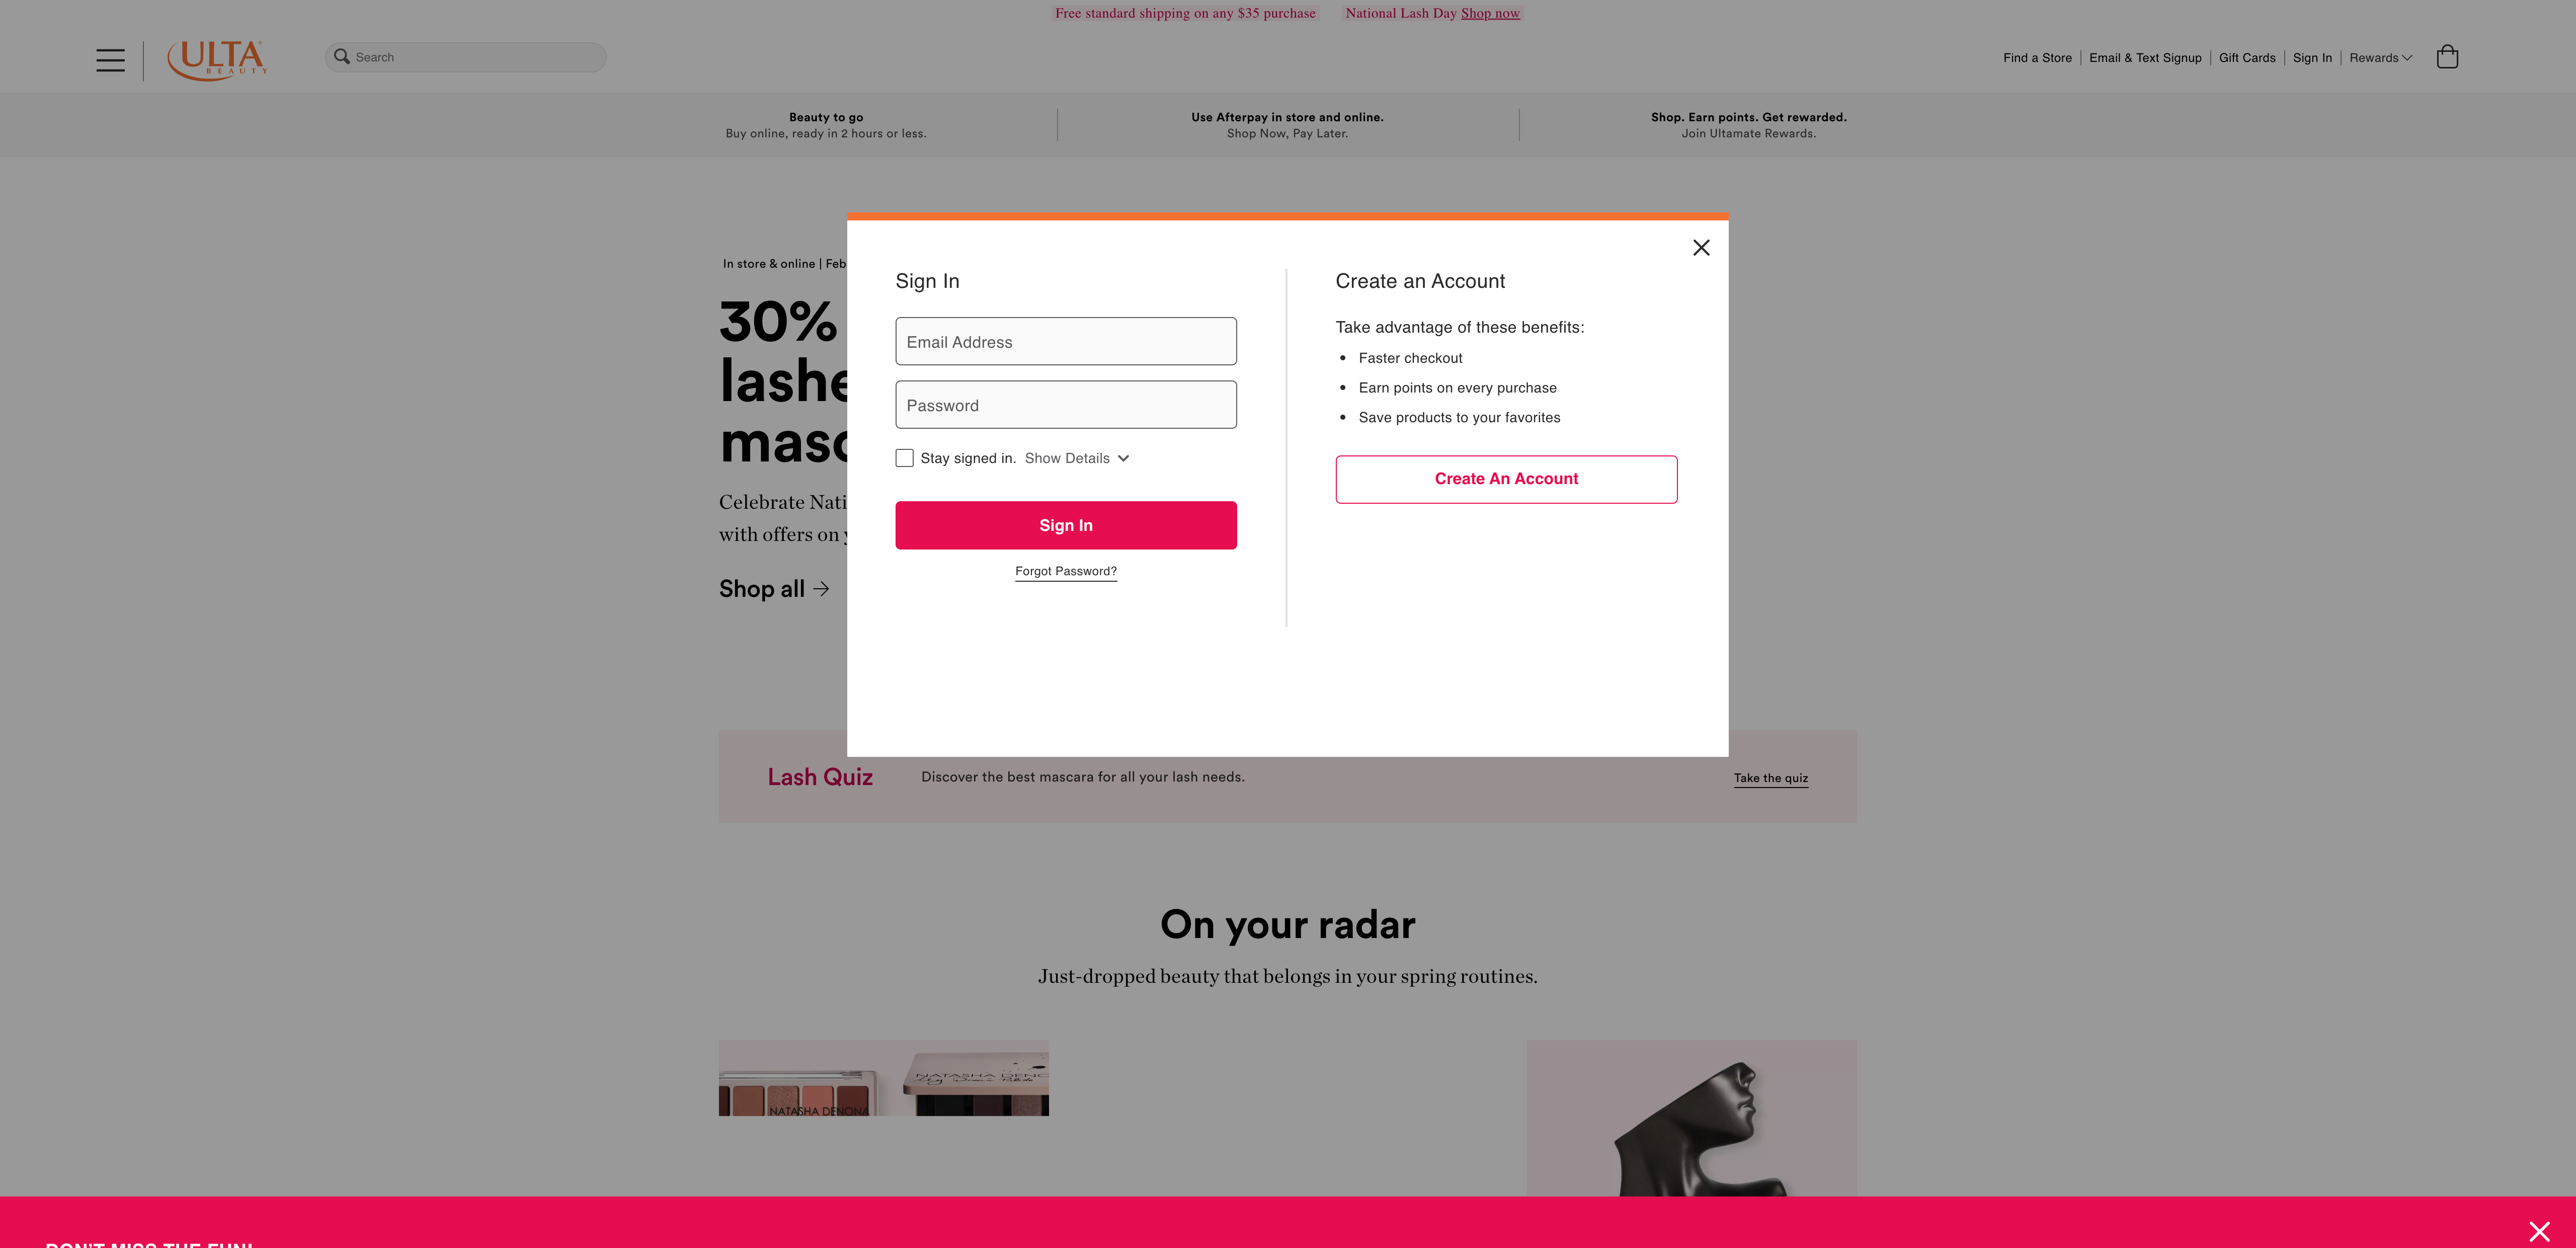 Free standard shipping on any $35 purchase National Lash Day Shop now
ULTA
BEAUTY
Search
Find a Store
Email & Text Signup
Gift Cards
Sign In
Rewards
Beauty to go
Buy online, ready in 2 hours or less.
Use Afterpay in store and online.
Shop Now, Pay Later.
Shop. Earn points. Get rewarded.
Join Ultamate Rewards.
In store & online | Feb
30%
lashe
masc
Celebrate Nati
with offers on y
Shop all
Sign In
Email Address
Password
Stay signed in. Show Details
Sign In
Forgot Password?
Create an Account
Take advantage of these benefits:
Faster checkout
Earn points on every purchase
Save products to your favorites
Create An Account
Lash Quiz
Discover the best mascara for all your lash needs.
Take the quiz
On your radar
Just-dropped beauty that belongs in your spring routines.
NATASHA DENONA
NATASHA DENO
DON'T MISS THE FUN!